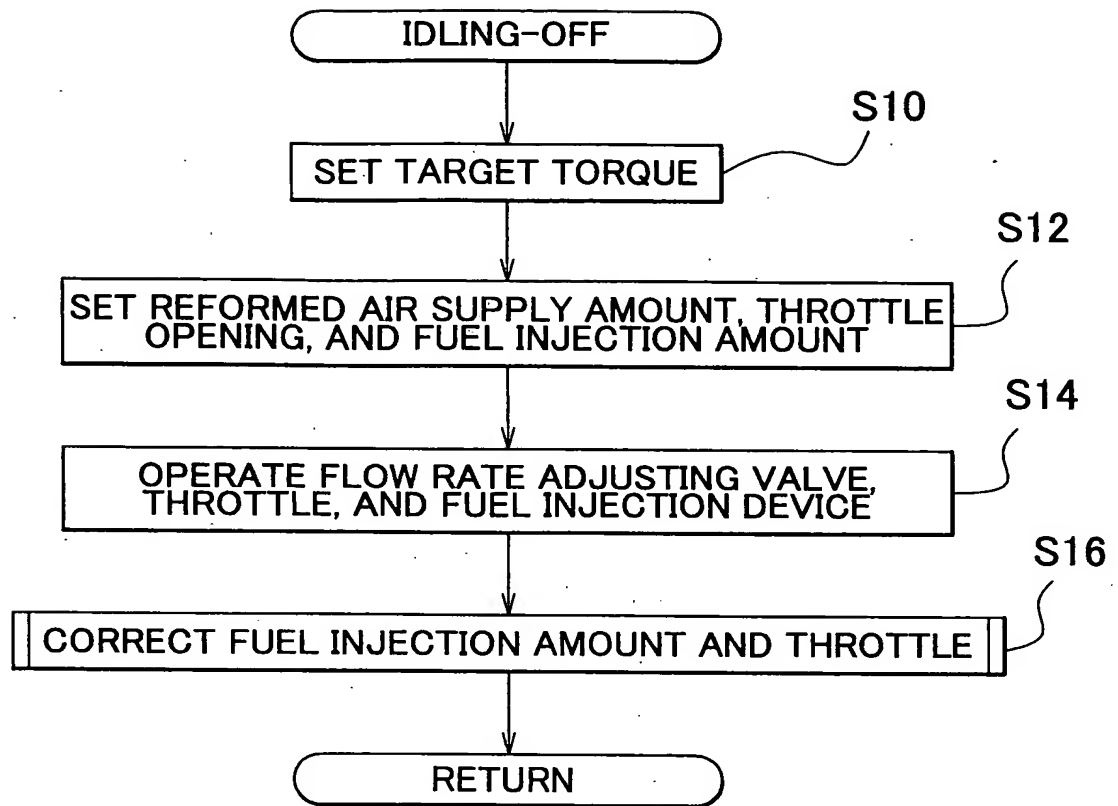 IDLING-OFF
S10
SET TARGET TORQUE
S12
SET REFORMED AIR SUPPLY AMOUNT, THROTTLE
OPENING, AND FUEL INJECTION AMOUNT
S14
OPERATE FLOW RATE ADJUSTING VALVE,
THROTTLE, AND FUEL INJECTION DEVICE
S16
CORRECT FUEL INJECTION AMOUNT AND THROTTLE
RETURN